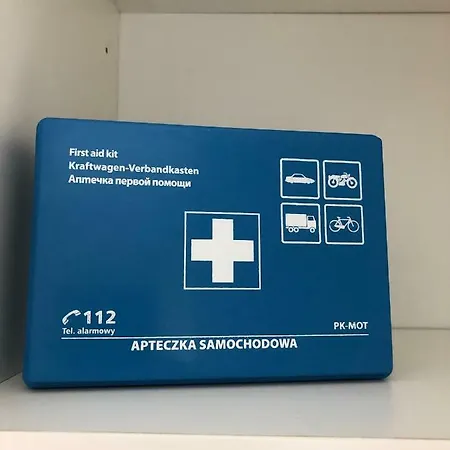 First aid kit
Kraftwagen-Verbandkasten
Аптечка первой помощи
112
Tel. alarmowy
PK-MOT
APTECZKA SAMOCHODOWA